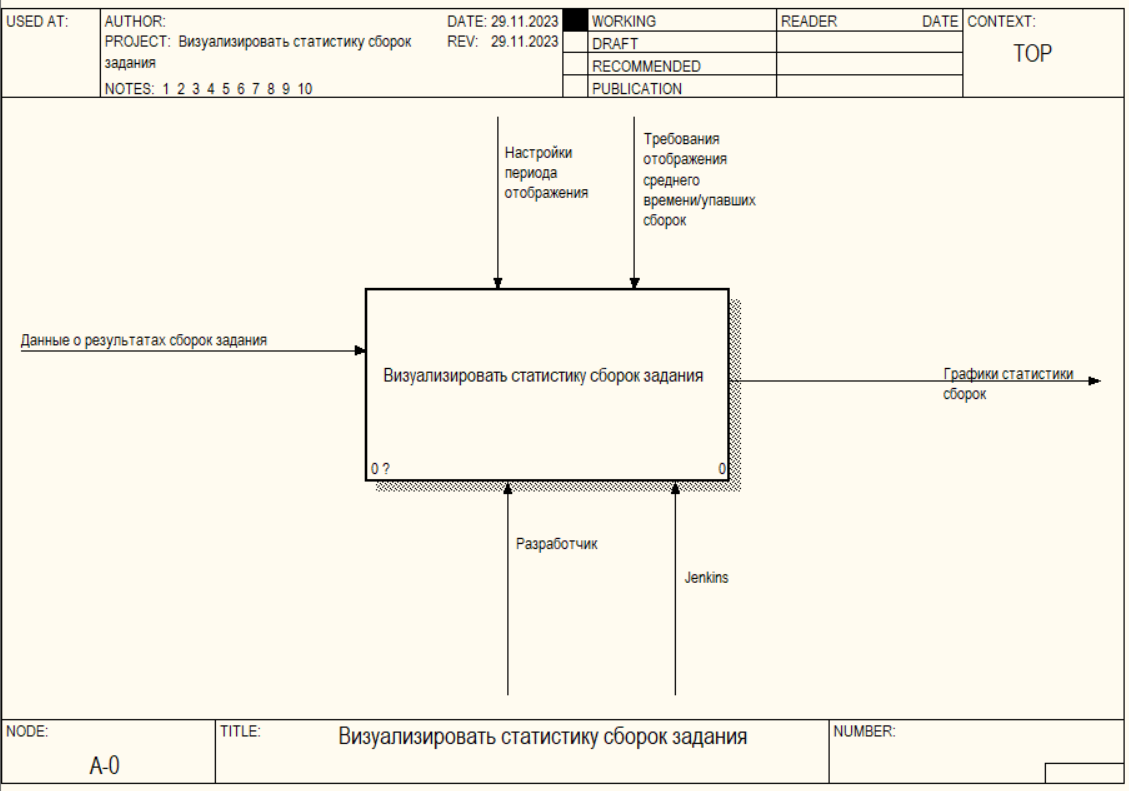 USED AT:
AUTHOR:
DATE: 29.11.2023
PROJECT: Визуализировать статистику сборок
задания
REV: 29.11.2023
NOTES: 1 2 3 4 5 6 7 8 9 10
WORKING
DRAFT
RECOMMENDED
PUBLICATION
READER
DATE
CONTEXT:
TOP
Настройки
периода
отображения
Требования
отображения
среднего
времени/упавших
сборок
Данные о результатах сборок задания
Визуализировать статистику сборок задания
0 ?
0
Графики статистики
сборок
Разработчик
Jenkins
NODE:
A-0
TITLE:
Визуализировать статистику сборок задания
NUMBER: